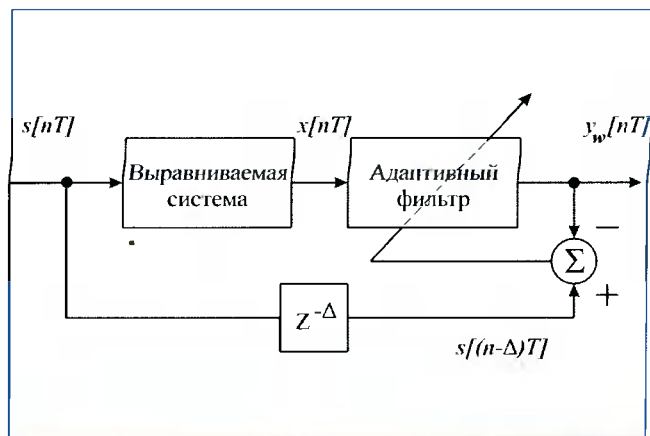 s[nT]
x[nT]
y_w[nT]
Выравниваемая
система
Адаптивный
фильтр
−
Σ
+
Z^-Δ
s[(n-Δ)T]